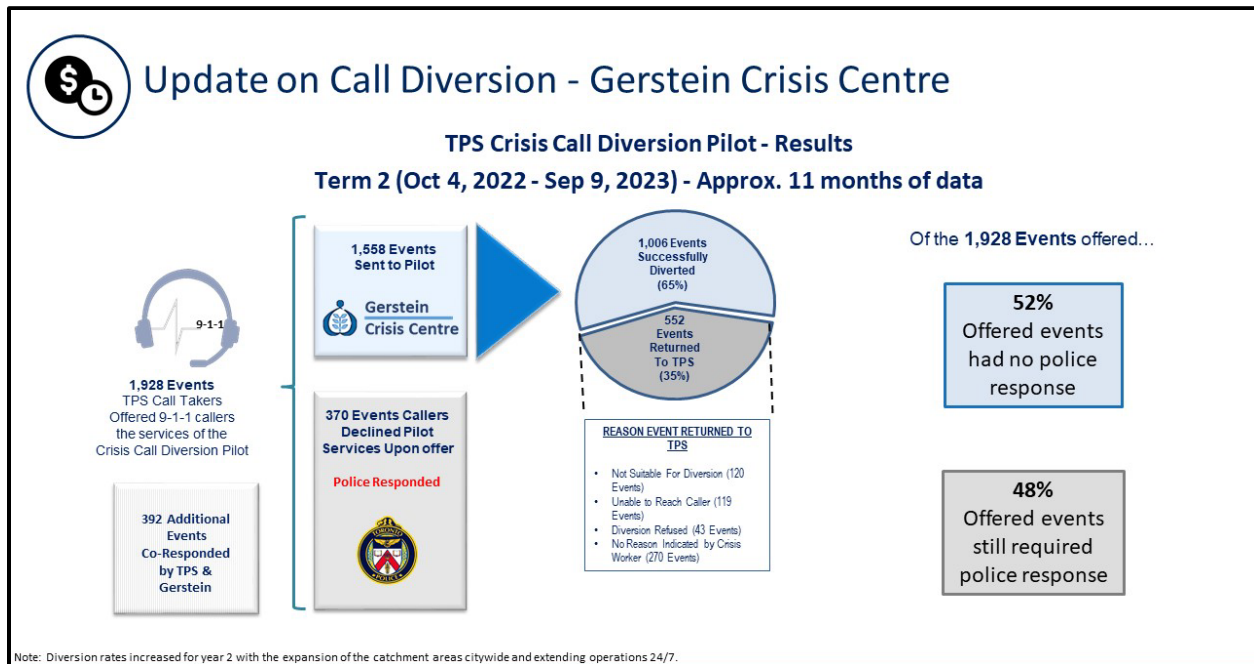 $
Update on Call Diversion - Gerstein Crisis Centre
TPS Crisis Call Diversion Pilot - Results
Term 2 (Oct 4, 2022 - Sep 9, 2023) - Approx. 11 months of data
9-1-1
1,928 Events
TPS Call Takers
Offered 9-1-1 callers
the services of the
Crisis Call Diversion Pilot
392 Additional
Events
Co-Responded
by TPS &
Gerstein
1,558 Events
Sent to Pilot
Gerstein
Crisis Centre
370 Events Callers
Declined Pilot
Services Upon offer
Police Responded
TORONTO
POLICE
1,006 Events
Successfully
Diverted
(65%)
552
Events
Returned
To TPS
(35%)
REASON EVENT RETURNED TO
TPS
• Not Suitable For Diversion (120
Events)
• Unable to Reach Caller (119
Events)
• Diversion Refused (43 Events)
• No Reason Indicated by Crisis
Worker (270 Events)
Of the 1,928 Events offered...
52%
Offered events
had no police
response
48%
Offered events
still required
police response
Note: Diversion rates increased for year 2 with the expansion of the catchment areas citywide and extending operations 24/7.